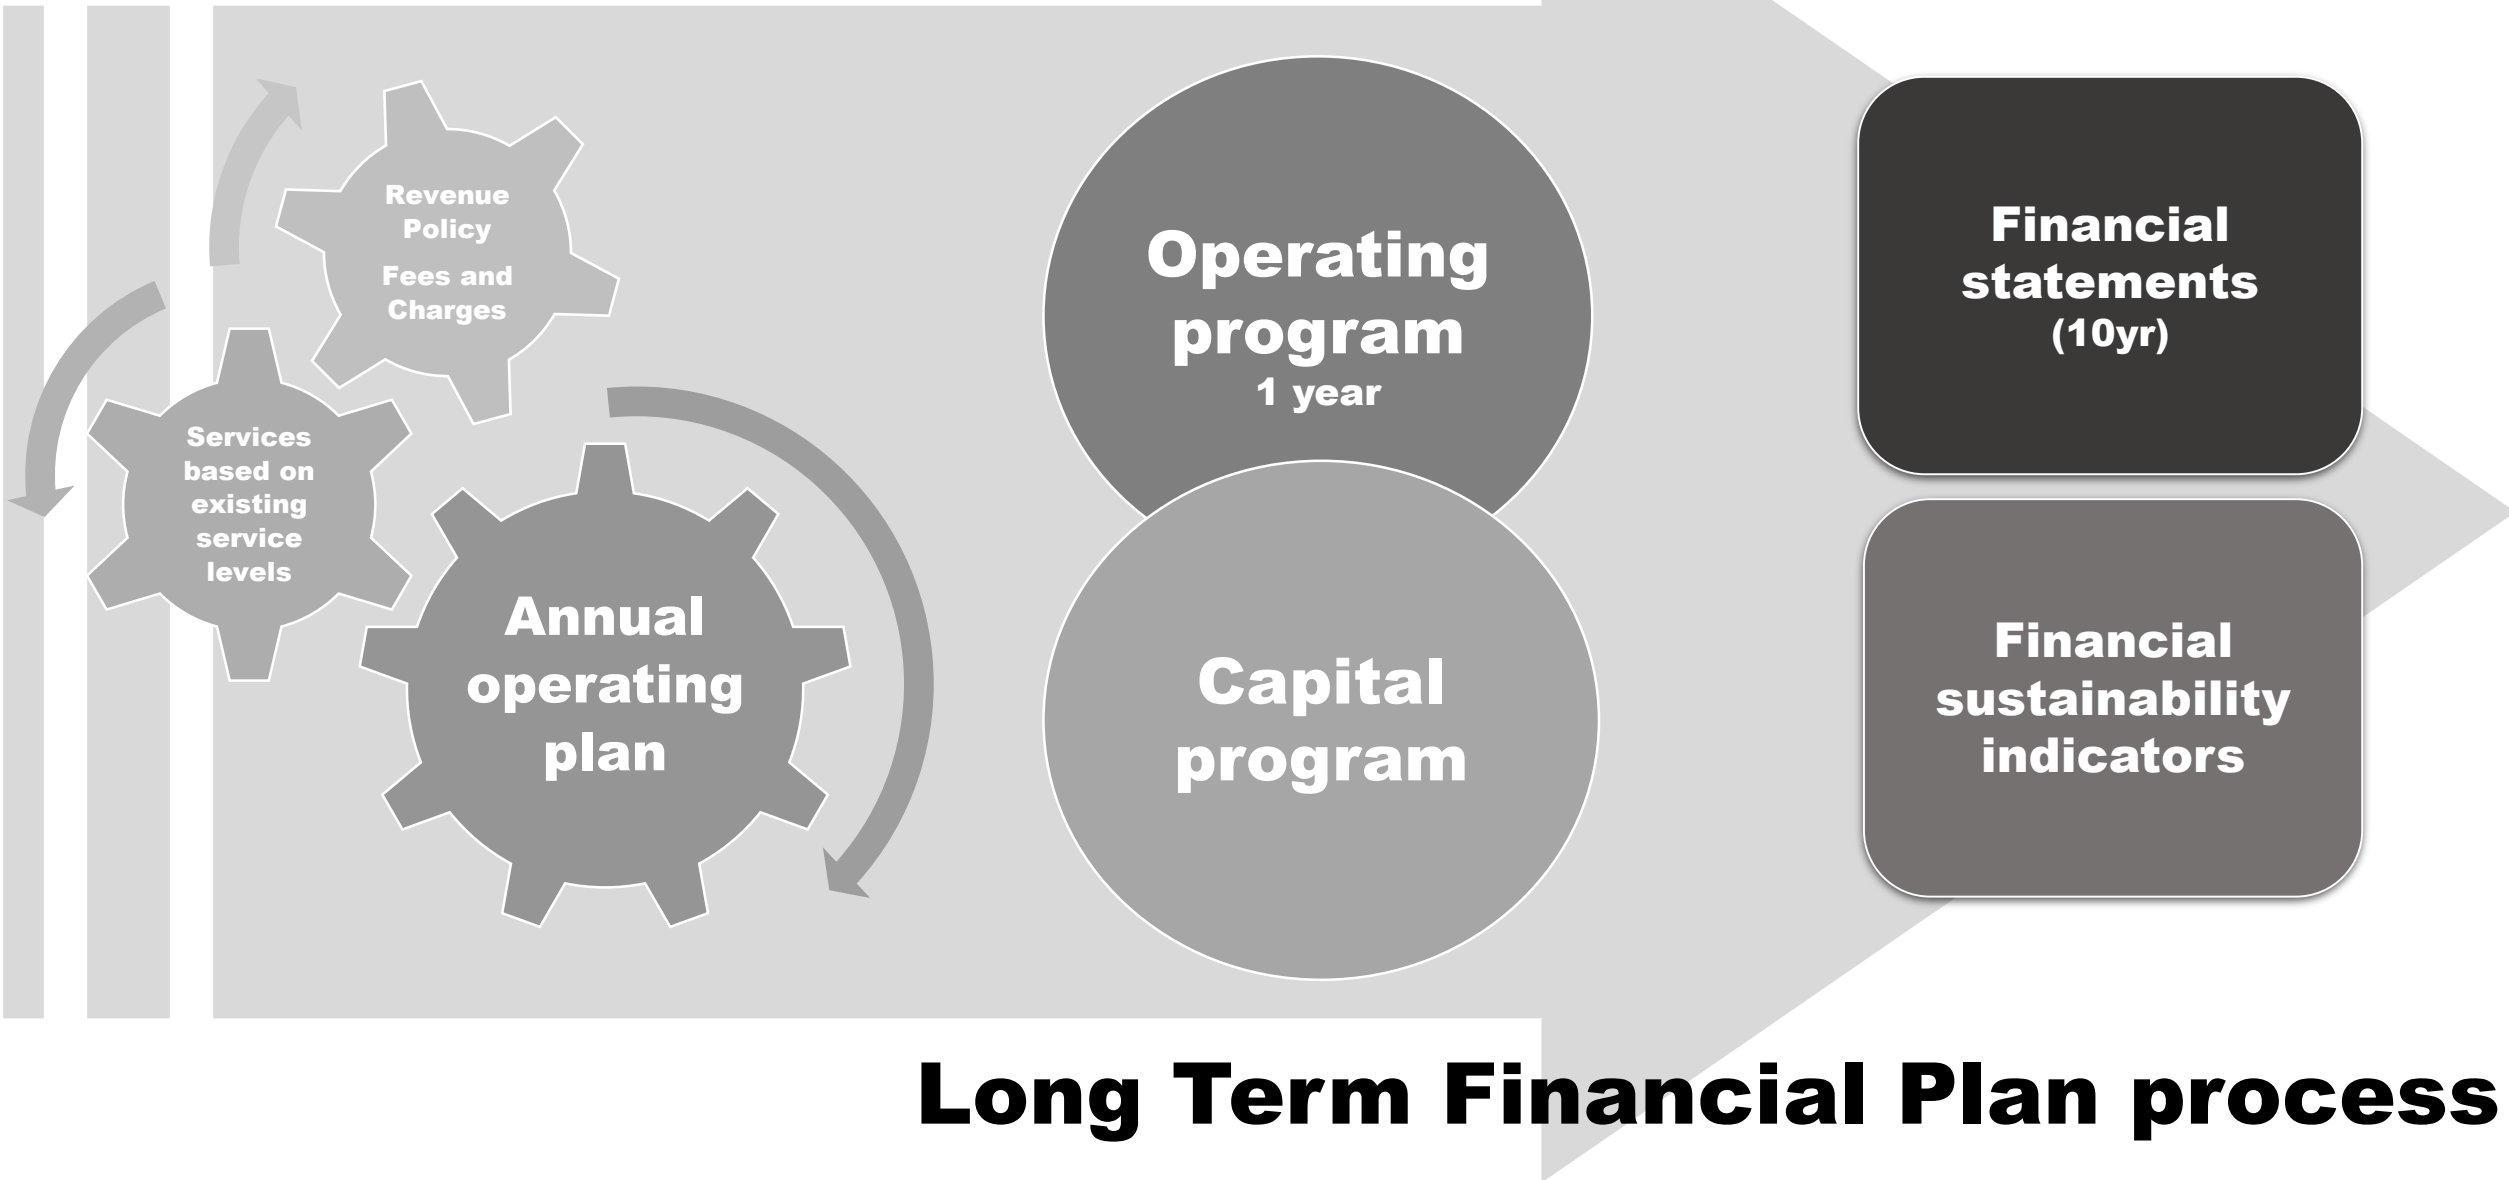 Revenue
Policy
Fees and
Charges
Services
based on
existing
service
levels
Annual
operating
plan
Operating
program
1 year
Capital
program
Financial
statements
(10yr)
Financial
sustainability
indicators
Long Term Financial Plan process